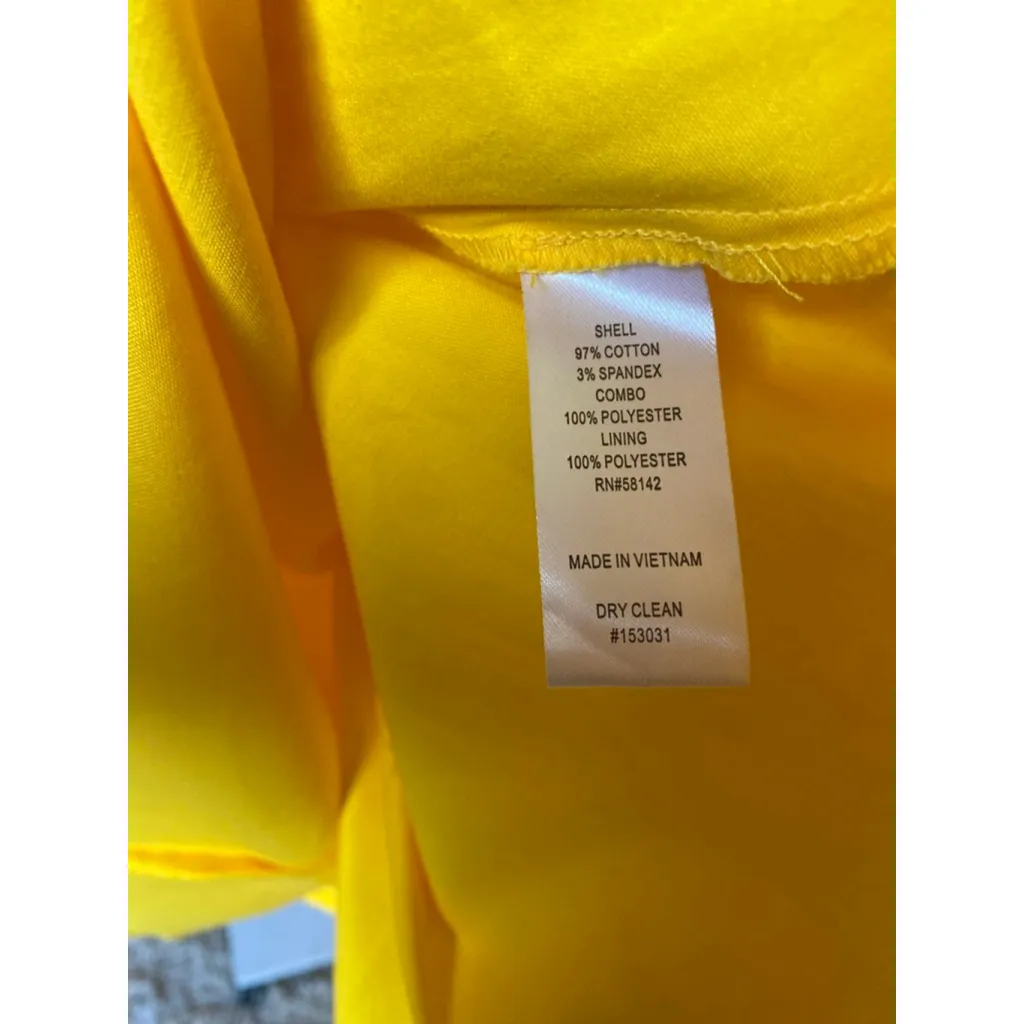 SHELL
97% COTTON
3% SPANDEX
COMBO
100% POLYESTER
LINING
100% POLYESTER
RN#58142
MADE IN VIETNAM
DRY CLEAN
#153031